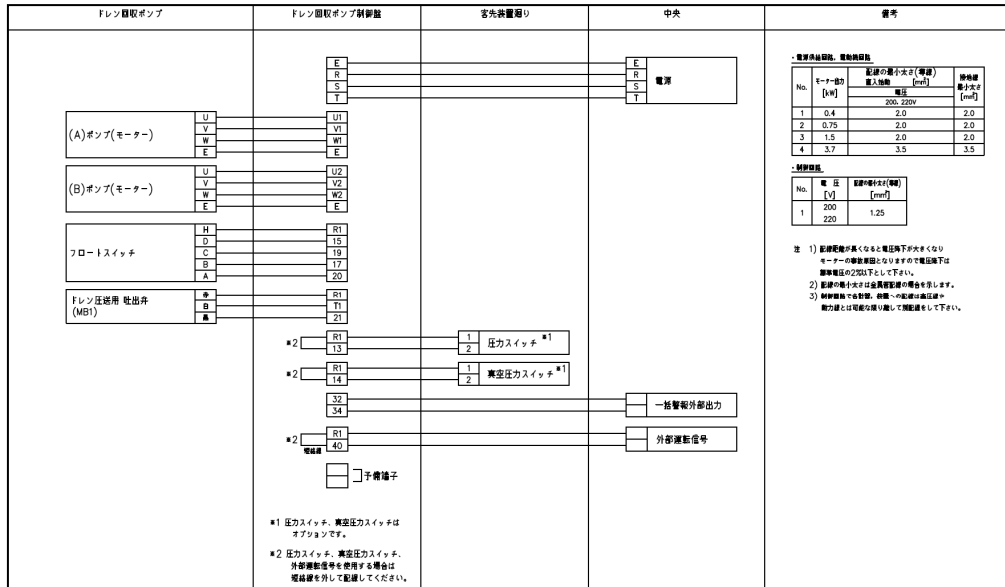 ドレン回収ポンプ
ドレン回収ポンプ制御盤
客先装置廻り
中央
備考
E
R
S
T
E
R
S
T
電源
(A)ポンプ(モーター)
U
V
W
E
U1
V1
W1
E
(B)ポンプ(モーター)
U
V
W
E
U2
V2
W2
E
フロートスイッチ
H
D
C
B
A
R1
15
19
17
20
ドレン圧送用 吐出弁
(MB1)
赤
白
黒
R1
T1
21
*2
R1
13
1
2
圧力スイッチ *1
*2
R1
14
1
2
真空圧力スイッチ *1
32
34
一括警報外部出力
*2
短絡線
R1
40
外部運転信号
予備端子
*1 圧力スイッチ、真空圧力スイッチは
オプションです。
*2 圧力スイッチ、真空圧力スイッチ、
外部運転信号を使用する場合は
短絡線を外して配線してください。
・電源供給回路、電動機回路
No.
モーター出力
[kW]
配線の最小太さ(導線)
直入始動 [mm²]
電圧
200、220V
接地線
最小太さ
[mm²]
1 0.4 2.0 2.0
2 0.75 2.0 2.0
3 1.5 2.0 2.0
4 3.7 3.5 3.5
・制御回路
No.
電 圧
[V]
配線の最小太さ(導線)
[mm²]
1
200
220
1.25
注 1) 配線距離が長くなると電圧降下が大きくなり
モーターの事故原因となりますので電圧降下は
標準電圧の2%以下として下さい。
2) 配線の最小太さは金属管配線の場合を示します。
3) 制御回路で各計器、装置への配線は高圧線や
動力線とは可能な限り離して別配線をして下さい。